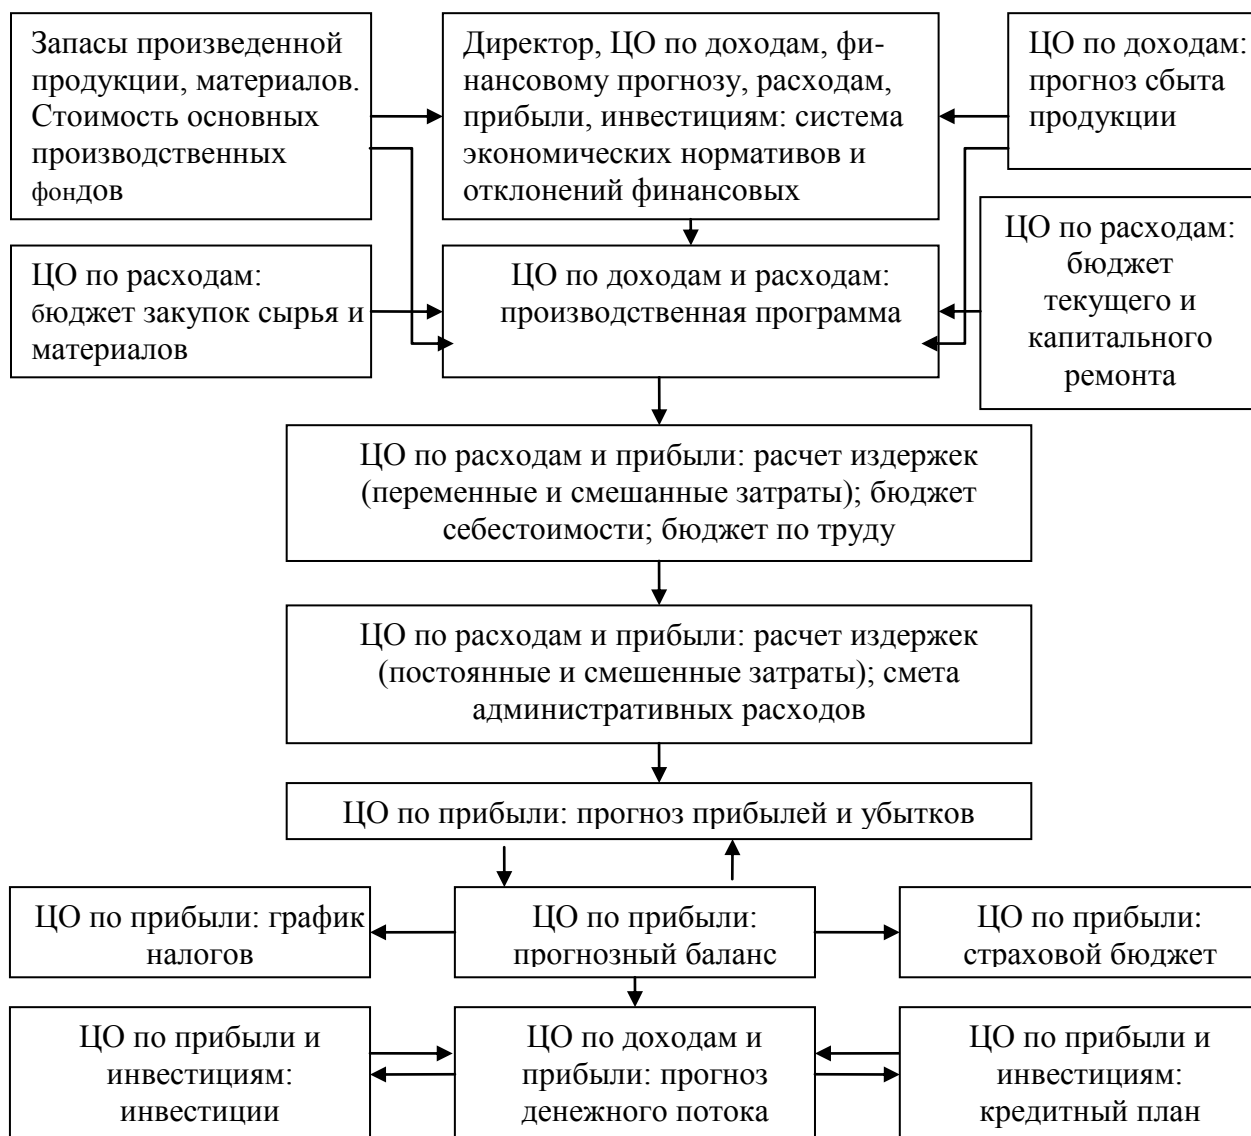 Запасы произведенной
продукции, материалов.
Стоимость основных
производственных
фондов
Директор, ЦО по доходам, фи-
нансовому прогнозу, расходам,
прибыли, инвестициям: система
экономических нормативов и
отклонений финансовых
ЦО по доходам:
прогноз сбыта
продукции
ЦО по расходам:
бюджет закупок сырья и
материалов
ЦО по доходам и расходам:
производственная программа
ЦО по расходам:
бюджет
текущего и
капитального
ремонта
ЦО по расходам и прибыли: расчет издержек
(переменные и смешанные затраты); бюджет
себестоимости; бюджет по труду
ЦО по расходам и прибыли: расчет издержек
(постоянные и смешенные затраты); смета
административных расходов
ЦО по прибыли: прогноз прибылей и убытков
ЦО по прибыли: график
налогов
ЦО по прибыли:
прогнозный баланс
ЦО по прибыли:
страховой бюджет
ЦО по прибыли и
инвестициям:
инвестиции
ЦО по доходам и
прибыли: прогноз
денежного потока
ЦО по прибыли и
инвестициям:
кредитный план